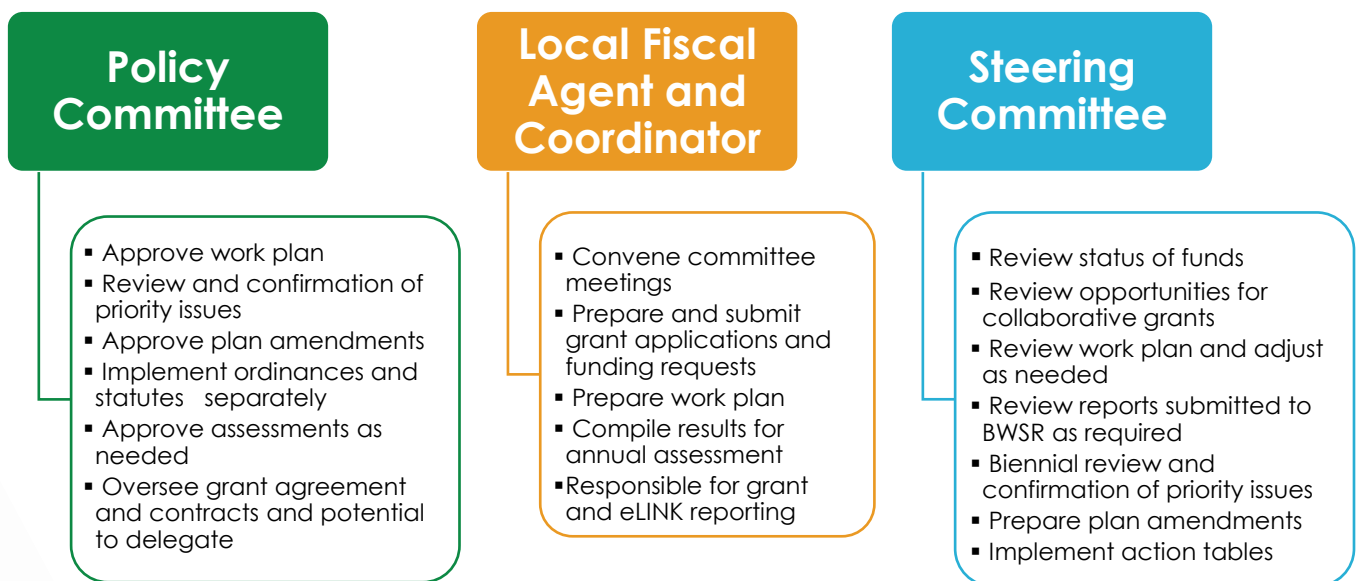 Policy
Committee
▪ Approve work plan
▪ Review and confirmation of
priority issues
▪ Approve plan amendments
▪ Implement ordinances and
statutes separately
▪ Approve assessments as
needed
▪ Oversee grant agreement
and contracts and potential
to delegate
Local Fiscal
Agent and
Coordinator
▪ Convene committee
meetings
▪ Prepare and submit
grant applications and
funding requests
▪ Prepare work plan
▪ Compile results for
annual assessment
▪Responsible for grant
and eLINK reporting
Steering
Committee
▪ Review status of funds
▪ Review opportunities for
collaborative grants
▪ Review work plan and adjust
as needed
▪ Review reports submitted to
BWSR as required
▪ Biennial review and
confirmation of priority issues
▪ Prepare plan amendments
▪ Implement action tables